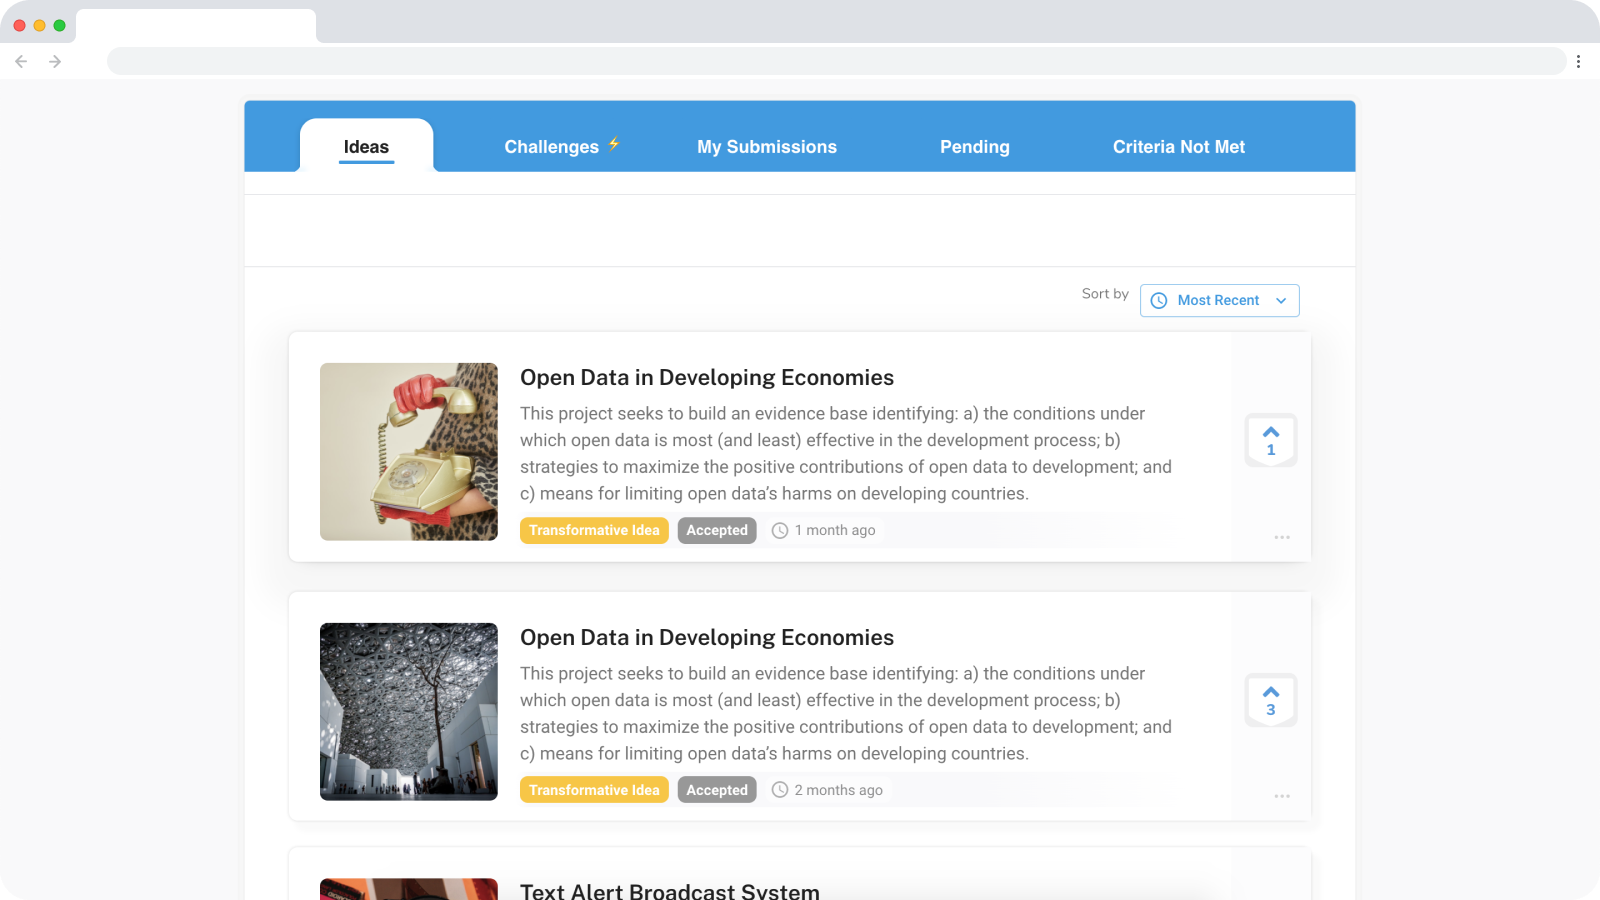 Ideas
Challenges ⚡
My Submissions
Pending
Criteria Not Met
Sort by
Most Recent
Open Data in Developing Economies
This project seeks to build an evidence base identifying: a) the conditions under
which open data is most (and least) effective in the development process; b)
strategies to maximize the positive contributions of open data to development; and
c) means for limiting open data’s harms on developing countries.
1
Transformative Idea
Accepted
1 month ago
Open Data in Developing Economies
This project seeks to build an evidence base identifying: a) the conditions under
which open data is most (and least) effective in the development process; b)
strategies to maximize the positive contributions of open data to development; and
c) means for limiting open data’s harms on developing countries.
3
Transformative Idea
Accepted
2 months ago
Text Alert Broadcast System